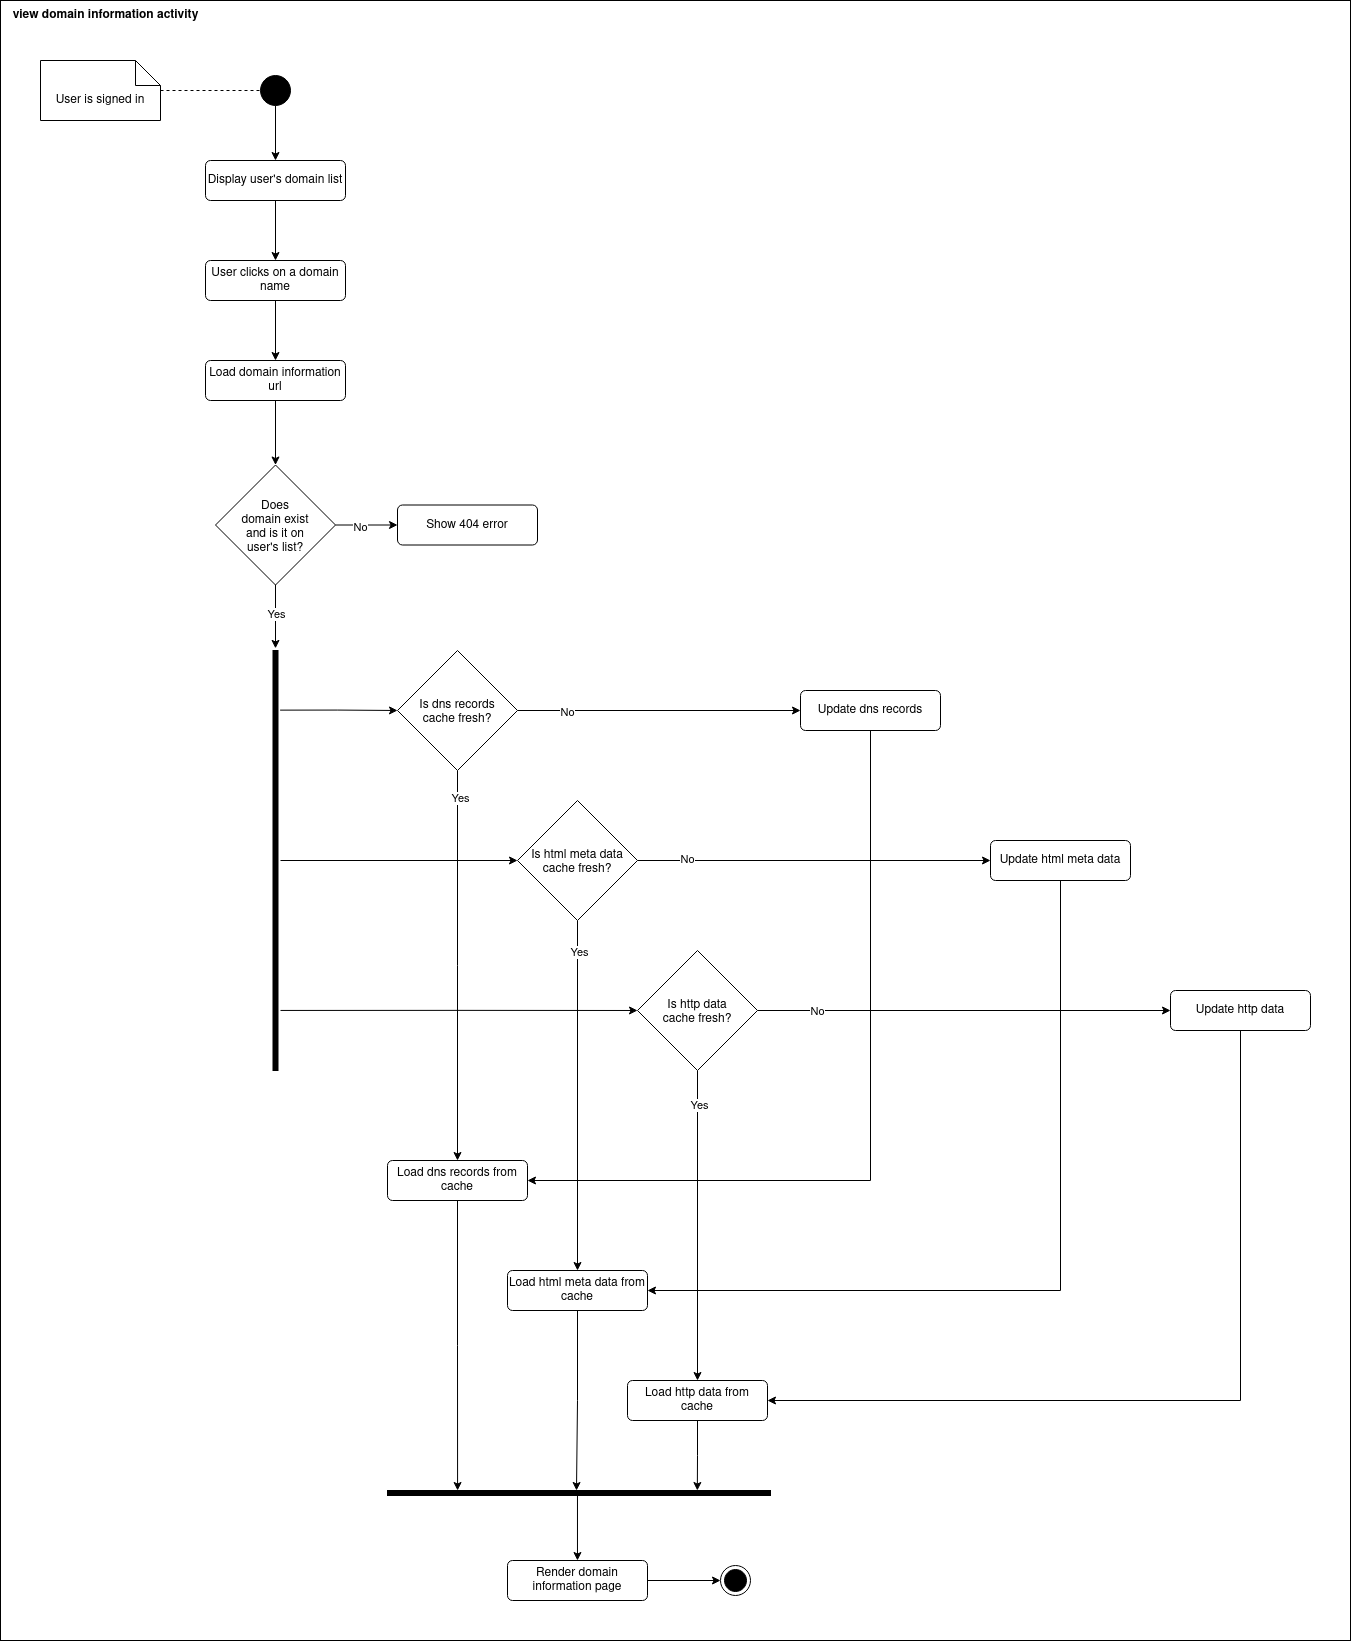 view domain information activity
User is signed in
Display user's domain list
User clicks on a domain
name
Load domain information
url
Does
domain exist
and is it on
user's list?
No
Show 404 error
Yes
Is dns records
cache fresh?
No
Update dns records
Yes
Is html meta data
cache fresh?
No
Update html meta data
Yes
Is http data
cache fresh?
No
Update http data
Yes
Load dns records from
cache
Load html meta data from
cache
Load http data from
cache
Render domain
information page